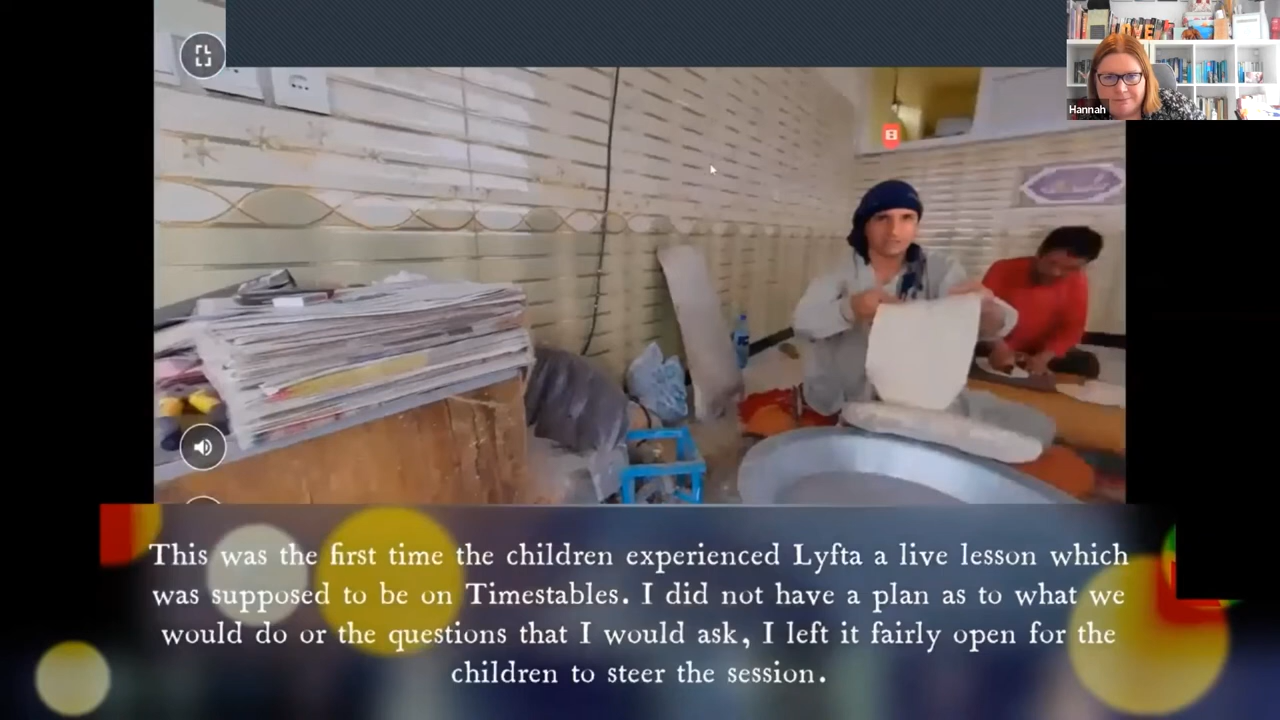 Hannah
This was the first time the children experienced Lyfta a live lesson which
was supposed to be on Timestables. I did not have a plan as to what we
would do or the questions that I would ask, I left it fairly open for the
children to steer the session.